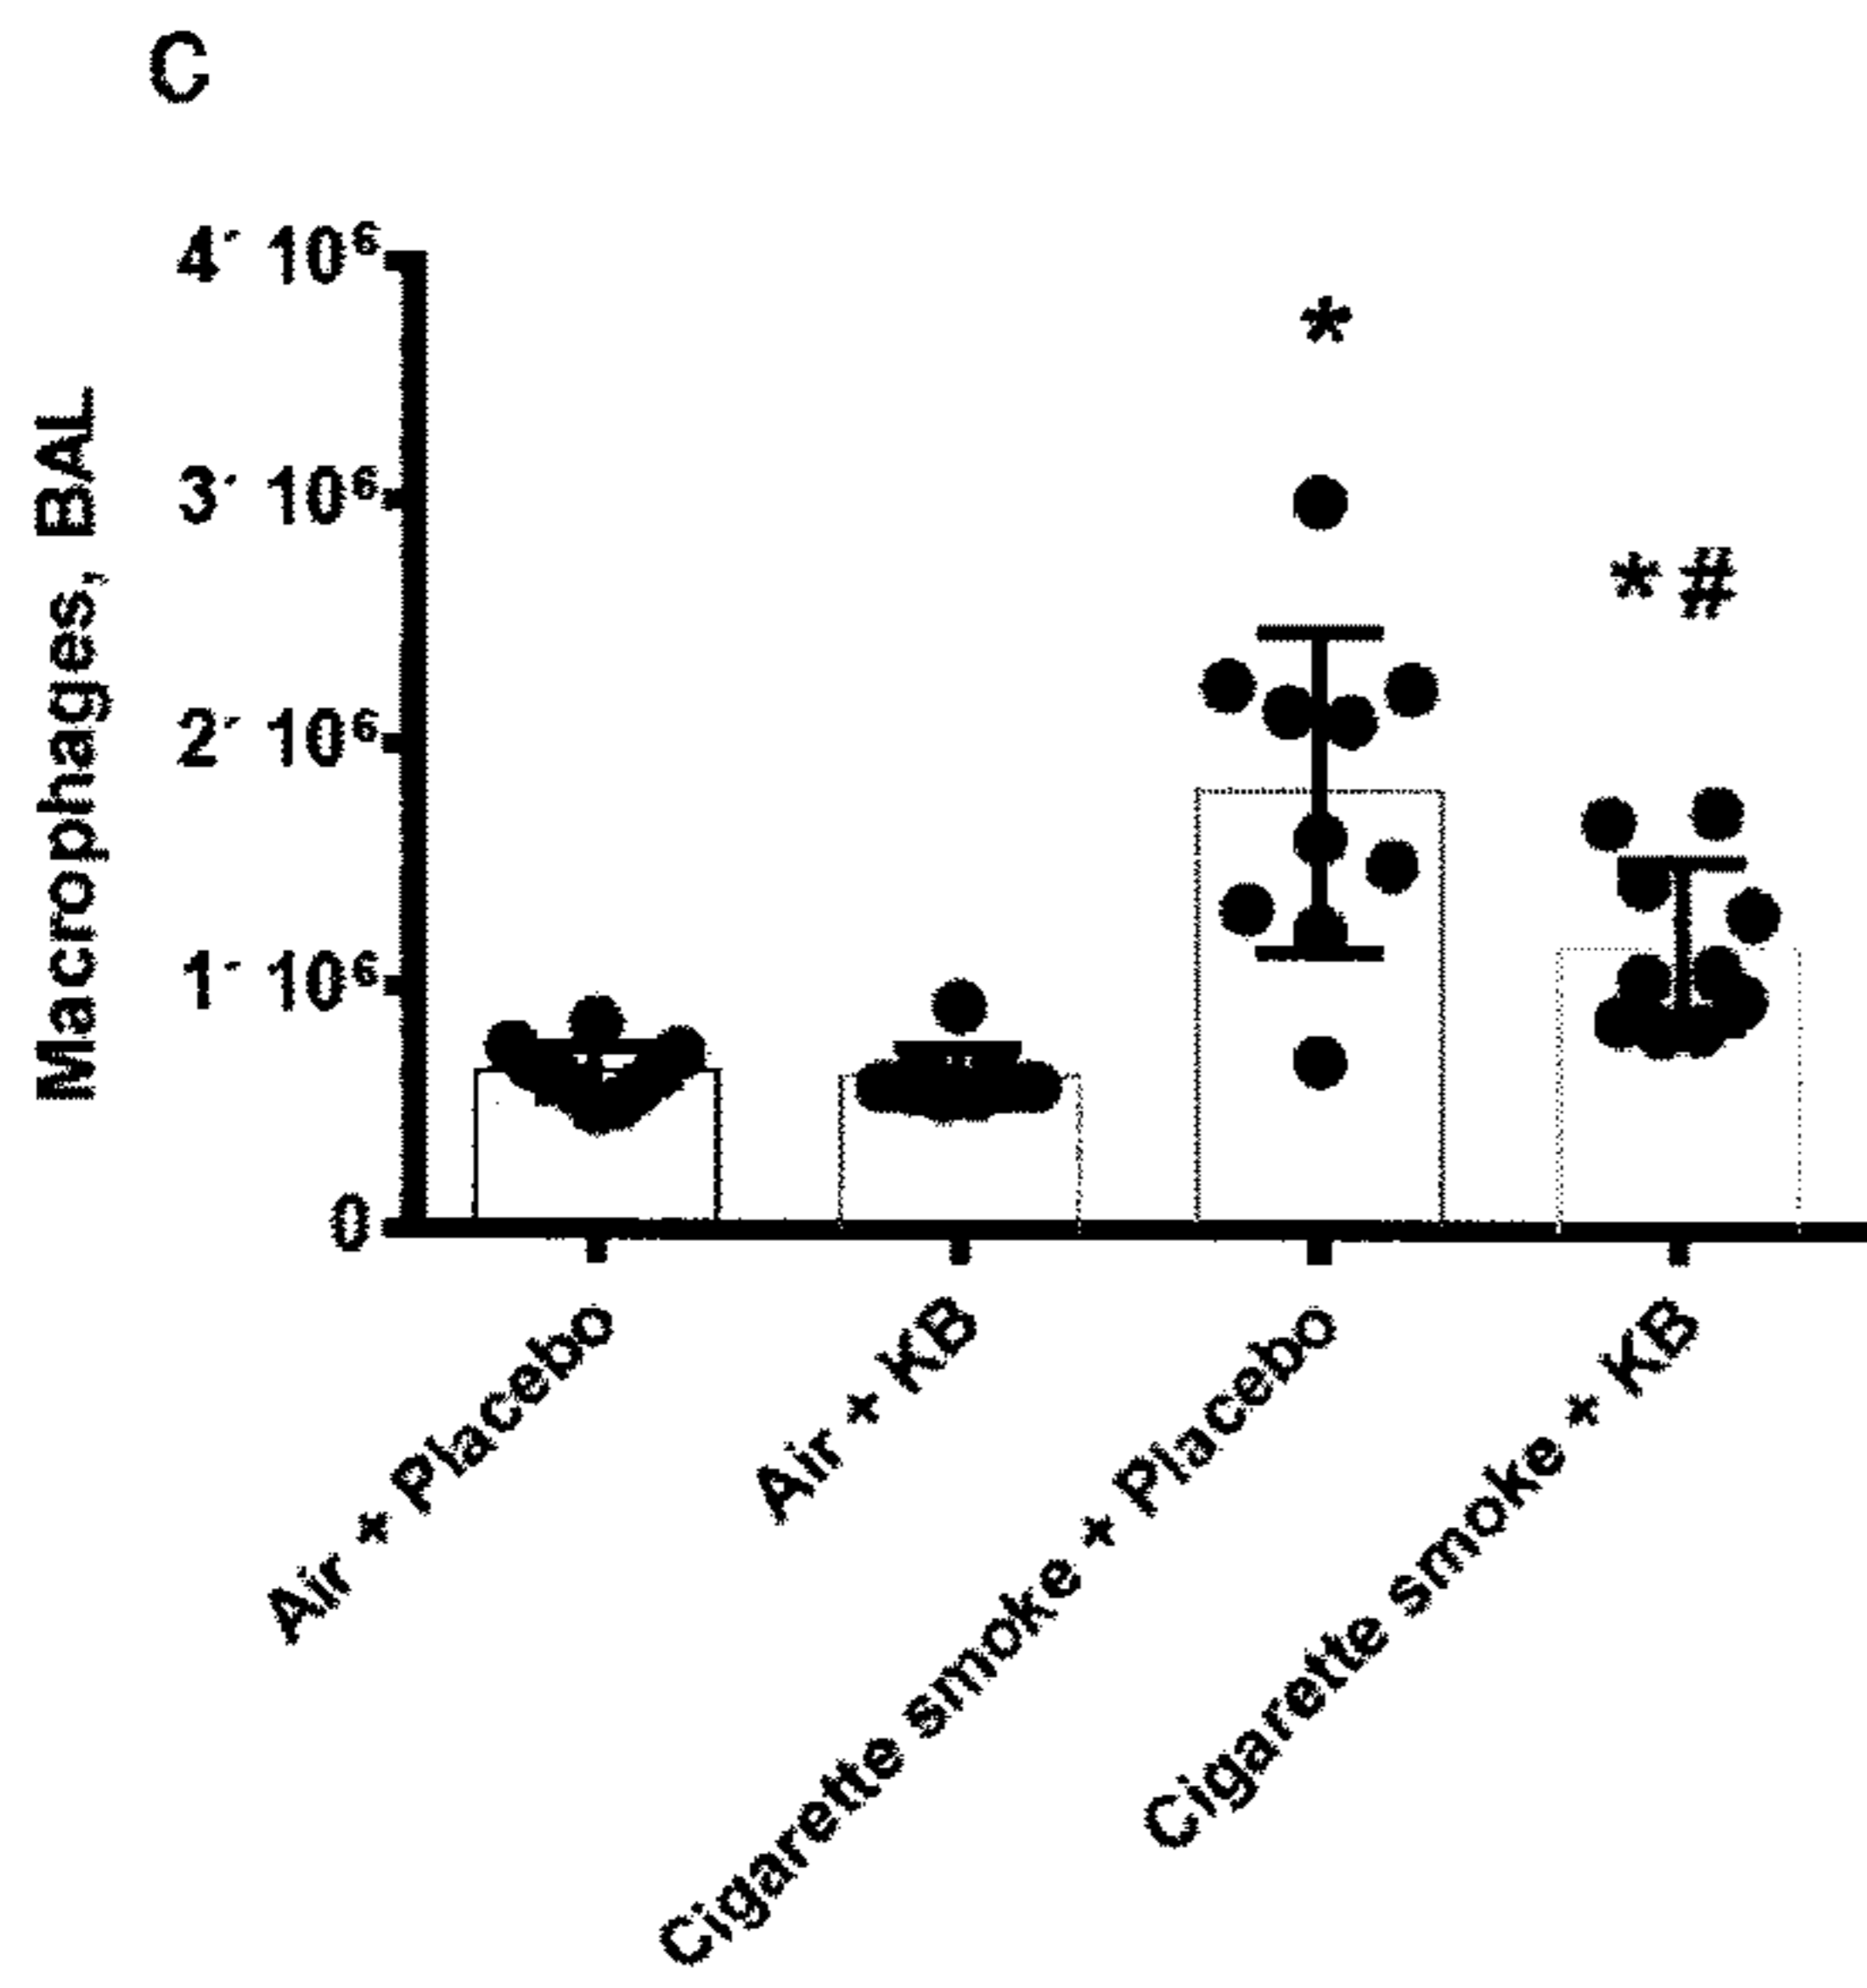 C
4´ 10⁶
3´ 10⁶
2´ 10⁶
1´ 10⁶
0
Macrophages, BAL
*
*#
Air + Placebo
Air + KB
Cigarette smoke + Placebo
Cigarette smoke + KB